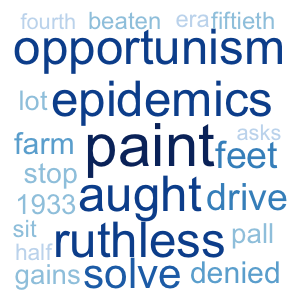 fourth beaten era fiftieth
opportunism
lot epidemics
asks
farm paint feet
stop
1933 aught drive
sit ruthless pall
half
gains solve denied